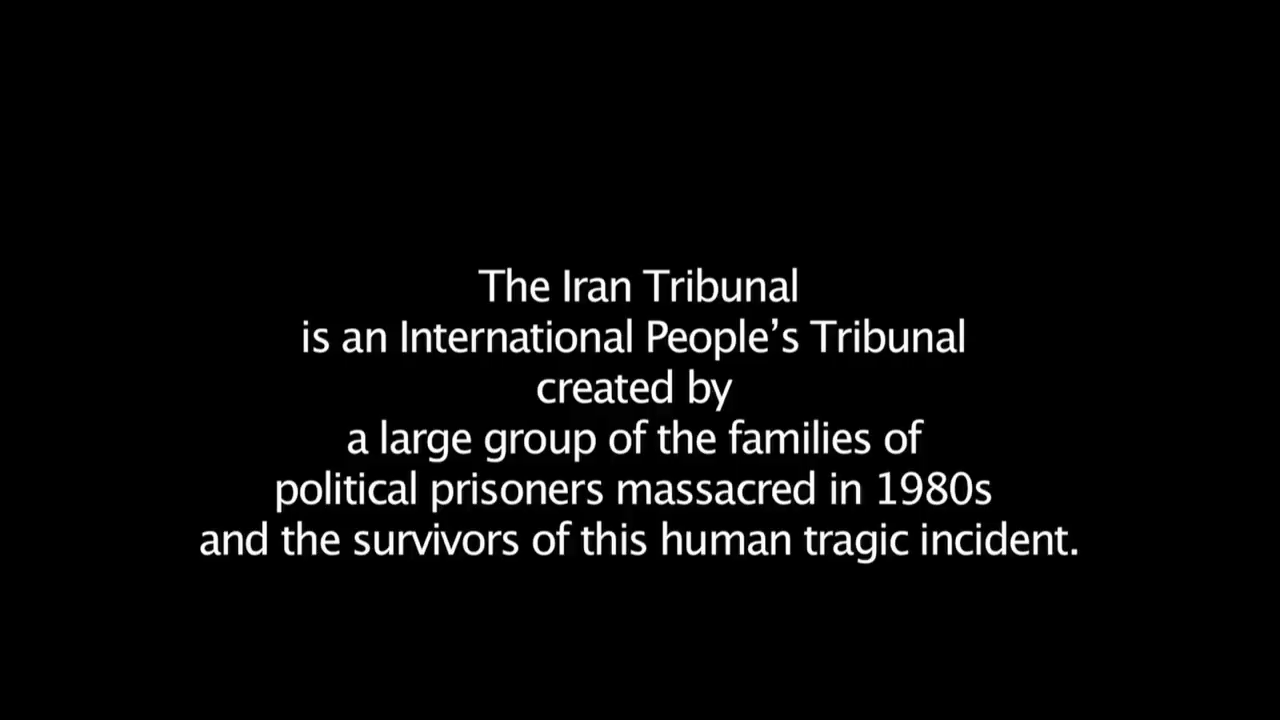 The Iran Tribunal
is an International People’s Tribunal
created by
a large group of the families of
political prisoners massacred in 1980s
and the survivors of this human tragic incident.